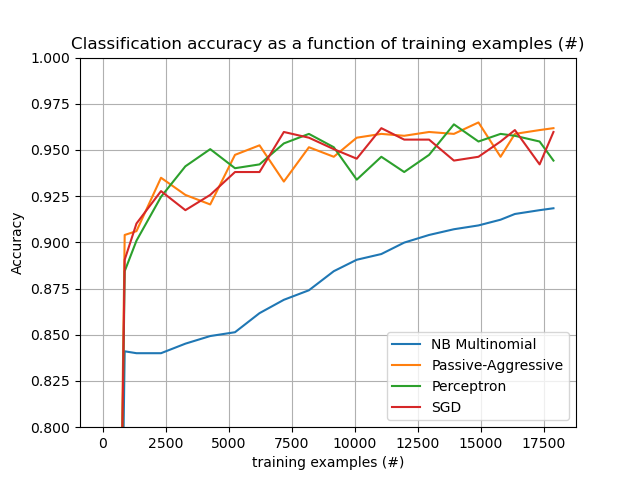 Classification accuracy as a function of training examples (#)
1.000
0.975
0.950
0.925
0.900
0.875
0.850
0.825
0.800
Accuracy
NB Multinomial
Passive-Aggressive
Perceptron
SGD
0 2500 5000 7500 10000 12500 15000 17500
training examples (#)